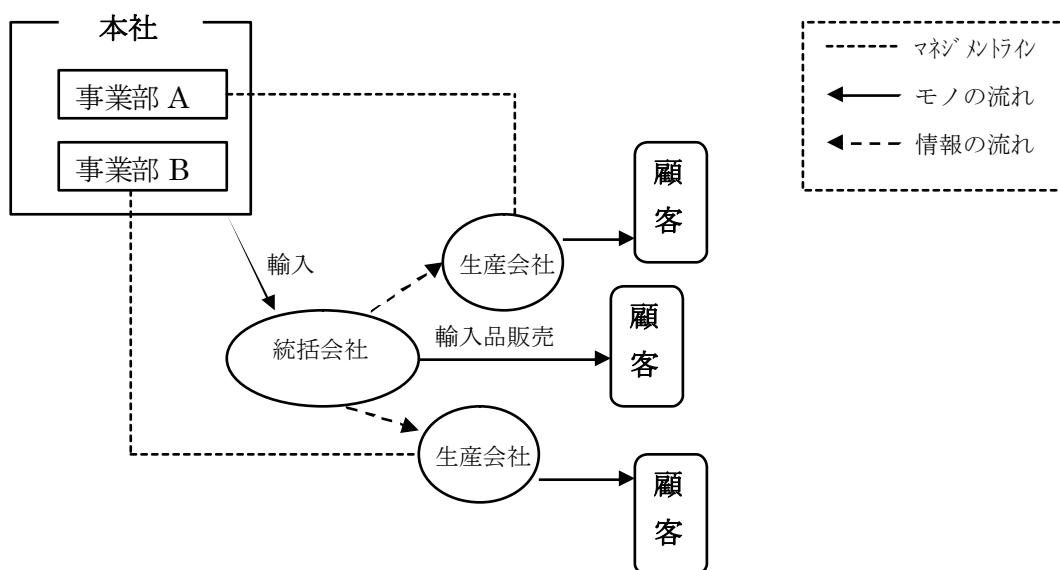 本社
事業部 A
事業部 B
マネジメントライン
モノの流れ
情報の流れ
顧
客
生産会社
輸入
顧
客
輸入品販売
統括会社
生産会社
顧
客